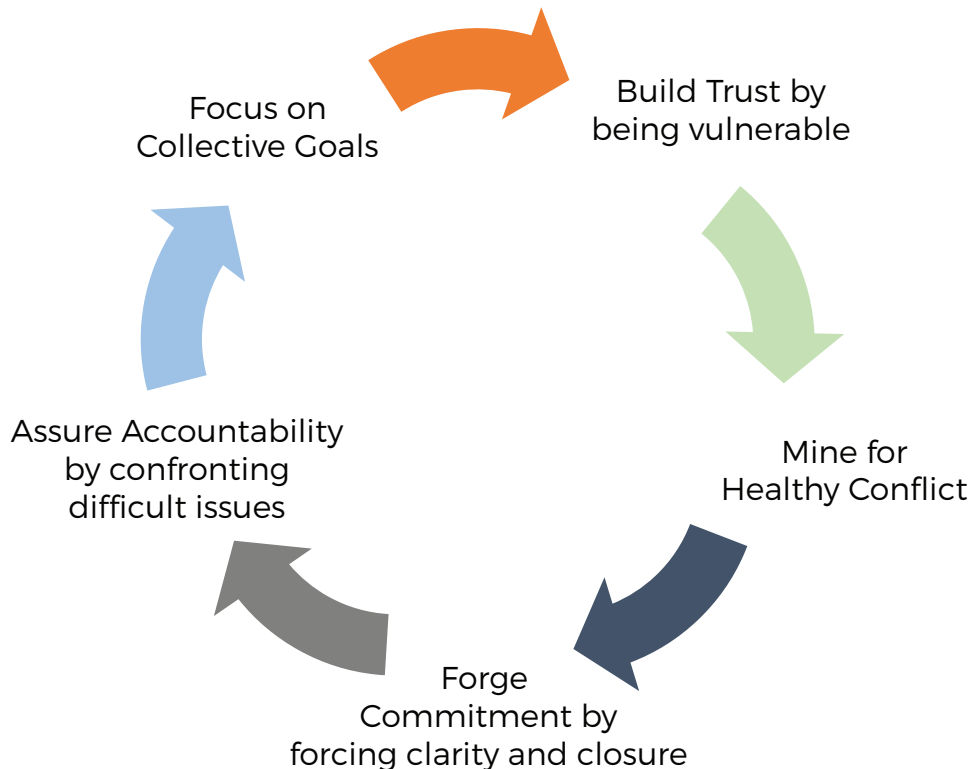 Focus on
Collective Goals
Build Trust by
being vulnerable
Mine for
Healthy Conflict
Forge
Commitment by
forcing clarity and closure
Assure Accountability
by confronting
difficult issues